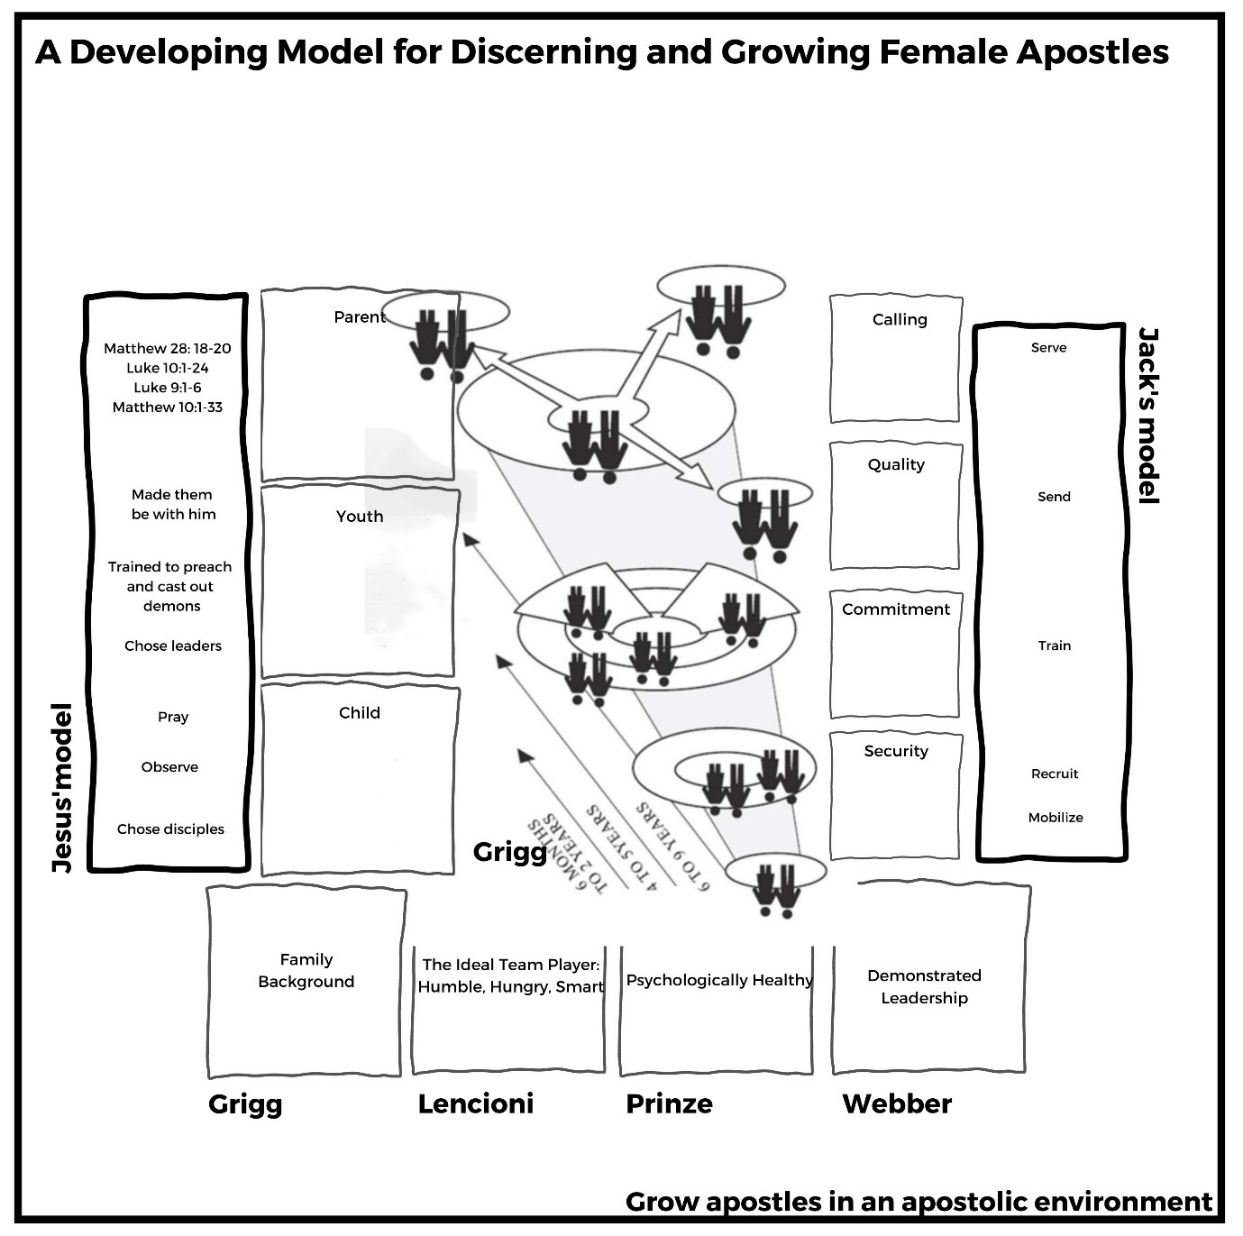 A Developing Model for Discerning and Growing Female Apostles
Jesus'model
Matthew 28: 18-20
Luke 10:1-24
Luke 9:1-6
Matthew 10:1-33
Made them
be with him
Trained to preach
and cast out
demons
Chose leaders
Pray
Observe
Chose disciples
Parent
Youth
Child
Grigg
6 MONTHS
TO 2 YEARS
4 TO 5YEARS
6 TO 9 YEARS
Calling
Quality
Commitment
Security
Serve
Send
Train
Recruit
Mobilize
Jack's model
Family
Background
The Ideal Team Player:
Humble, Hungry, Smart
Psychologically Healthy
Demonstrated
Leadership
Grigg
Lencioni
Prinze
Webber
Grow apostles in an apostolic environment